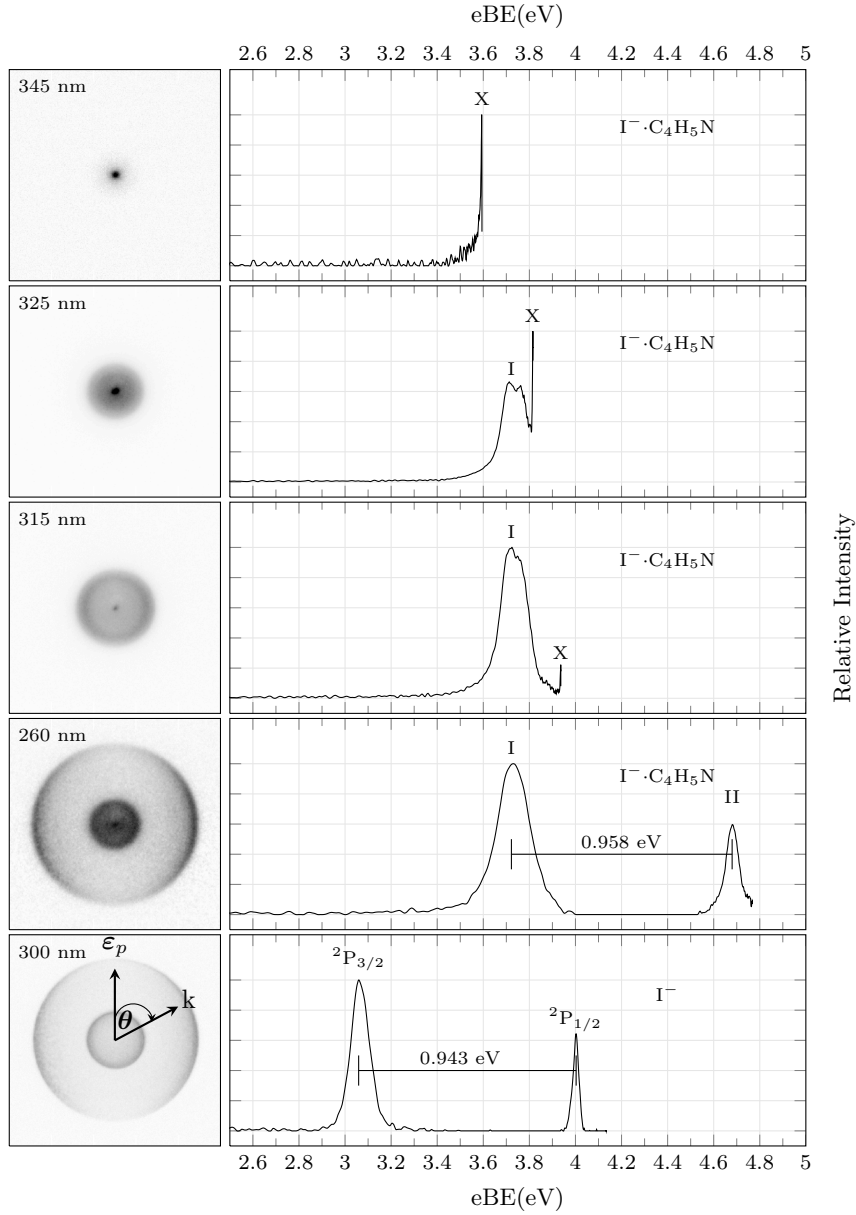 eBE(eV)
2.6 2.8 3 3.2 3.4 3.6 3.8 4 4.2 4.4 4.6 4.8 5
345 nm
X
I⁻·C₄H₅N
325 nm
X
I⁻·C₄H₅N
I
315 nm
I
I⁻·C₄H₅N
X
Relative Intensity
260 nm
I
I⁻·C₄H₅N
II
0.958 eV
300 nm
εₚ
k
θ
²P₃/₂
I⁻
²P₁/₂
0.943 eV
2.6 2.8 3 3.2 3.4 3.6 3.8 4 4.2 4.4 4.6 4.8 5
eBE(eV)